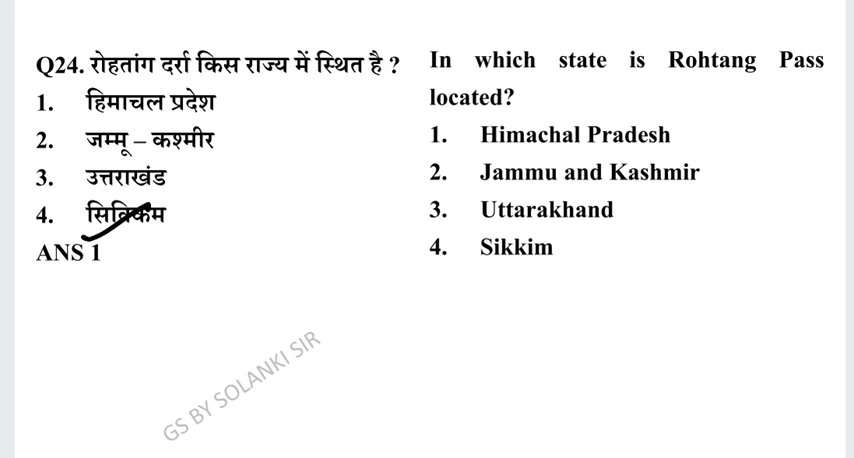 Q24. रोहतांग दर्रा किस राज्य में स्थित है ?
1. हिमाचल प्रदेश
2. जम्मू – कश्मीर
3. उत्तराखंड
4. सिक्किम
ANS 1
In which state is Rohtang Pass
located?
1. Himachal Pradesh
2. Jammu and Kashmir
3. Uttarakhand
4. Sikkim
GS BY SOLANKI SIR